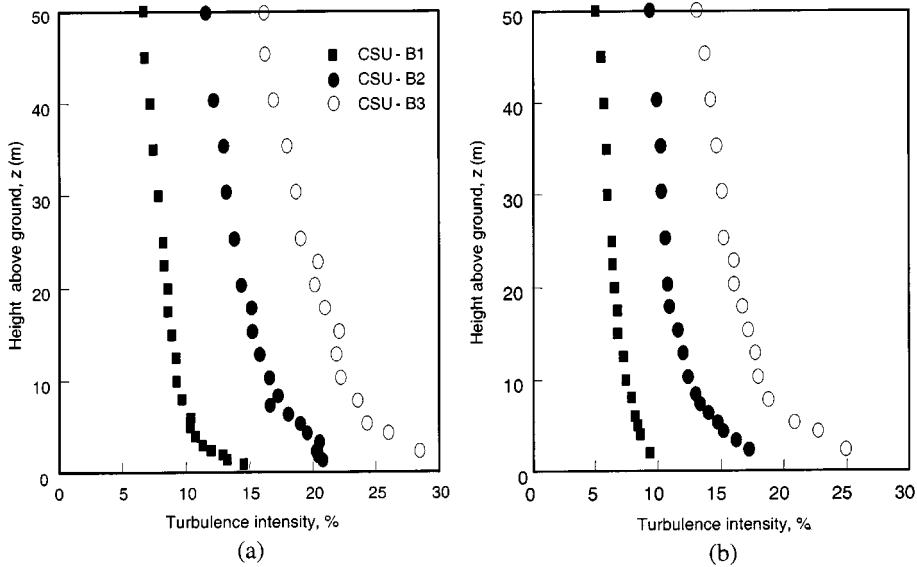 50
40
30
20
10
0
Height above ground, z (m)
CSU - B1
CSU - B2
CSU - B3
0 5 10 15 20 25 30
Turbulence intensity, %
(a)
50
40
30
20
10
0
Height above ground, z (m)
0 5 10 15 20 25 30
Turbulence intensity, %
(b)